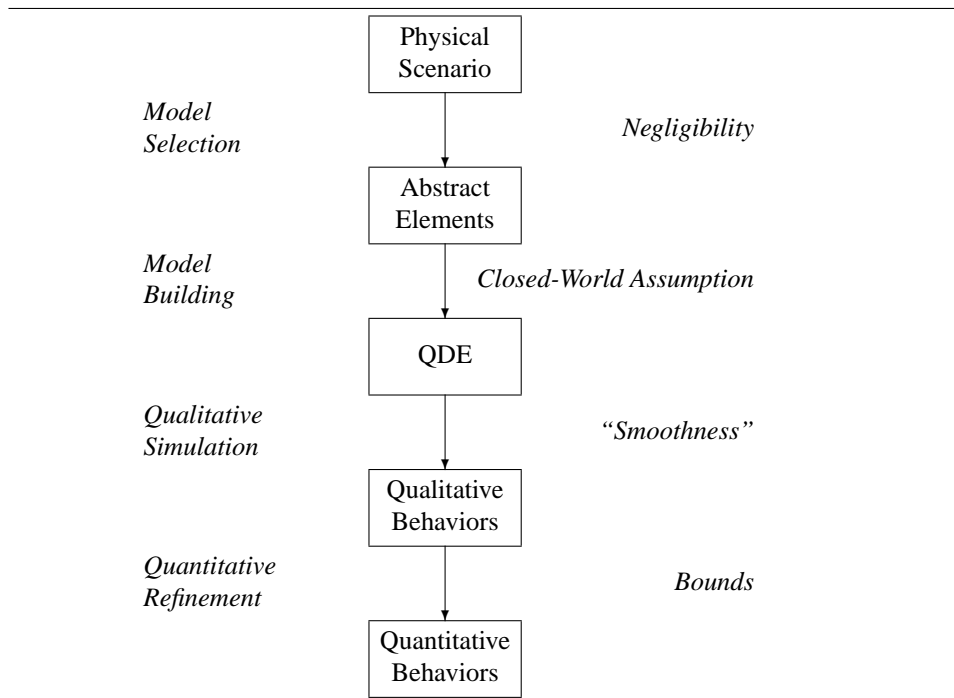 Physical
Scenario
Model
Selection
Negligibility
Abstract
Elements
Model
Building
Closed-World Assumption
QDE
Qualitative
Simulation
“Smoothness”
Qualitative
Behaviors
Quantitative
Refinement
Bounds
Quantitative
Behaviors